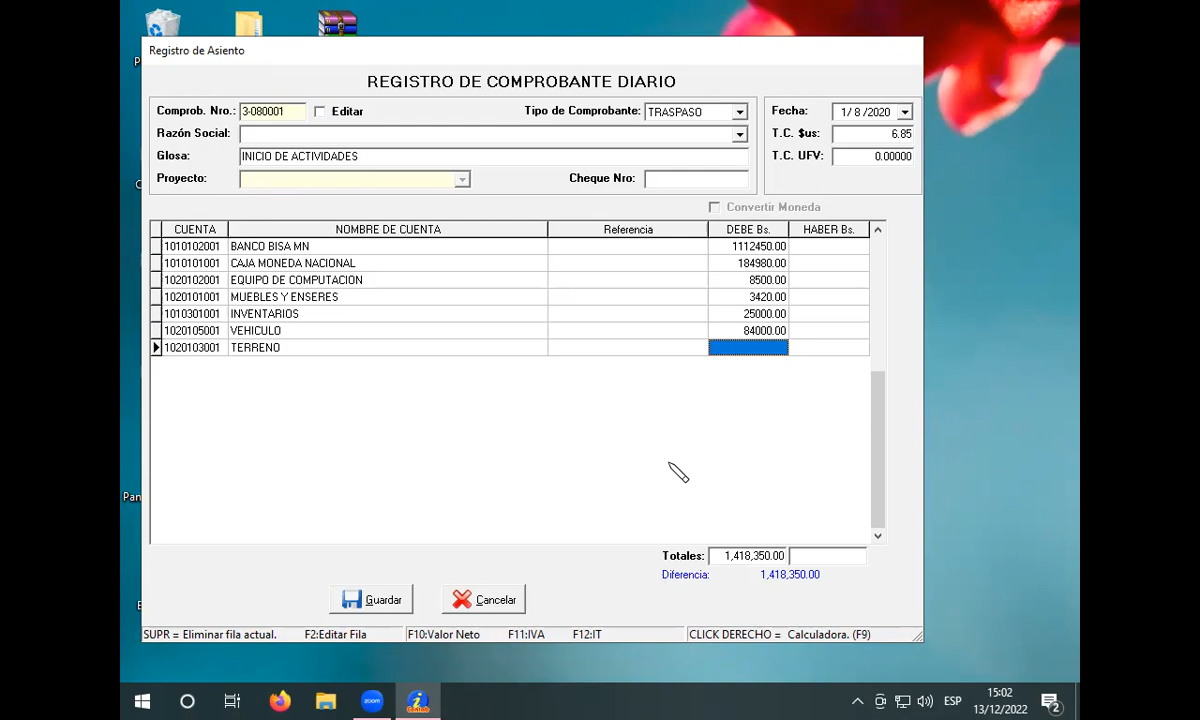 Registro de Asiento
REGISTRO DE COMPROBANTE DIARIO
Comprob. Nro.: 3-080001 Editar Tipo de Comprobante: TRASPASO Fecha: 1/ 8 /2020
Razón Social: T.C. $us: 6.85
Glosa: INICIO DE ACTIVIDADES T.C. UFV: 0.00000
Proyecto: Cheque Nro:
Convertir Moneda
CUENTA NOMBRE DE CUENTA Referencia DEBE Bs. HABER Bs.
1010102001 BANCO BISA MN 1112450.00
1010101001 CAJA MONEDA NACIONAL 184980.00
1020102001 EQUIPO DE COMPUTACION 8500.00
1020101001 MUEBLES Y ENSERES 3420.00
1010301001 INVENTARIOS 25000.00
1020105001 VEHICULO 84000.00
1020103001 TERRENO
Totales: 1,418,350.00
Diferencia: 1,418,350.00
Guardar Cancelar
SUPR = Eliminar fila actual. F2:Editar Fila F10:Valor Neto F11:IVA F12:IT CLICK DERECHO = Calculadora. (F9)
Pan
zoom
ESP
15:02
13/12/2022
2